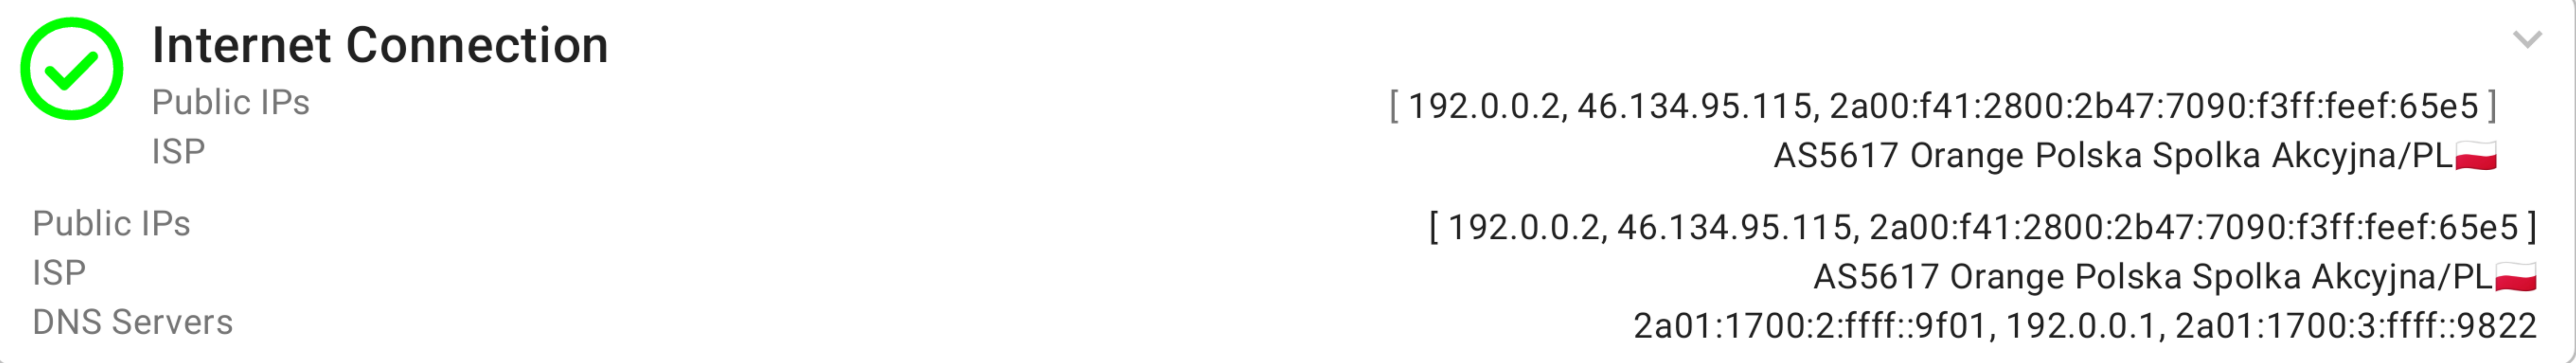 Internet Connection
Public IPs [ 192.0.0.2, 46.134.95.115, 2a00:f41:2800:2b47:7090:f3ff:feef:65e5 ]
ISP AS5617 Orange Polska Spolka Akcyjna/PL🇵🇱
Public IPs [ 192.0.0.2, 46.134.95.115, 2a00:f41:2800:2b47:7090:f3ff:feef:65e5 ]
ISP AS5617 Orange Polska Spolka Akcyjna/PL🇵🇱
DNS Servers 2a01:1700:2:ffff::9f01, 192.0.0.1, 2a01:1700:3:ffff::9822